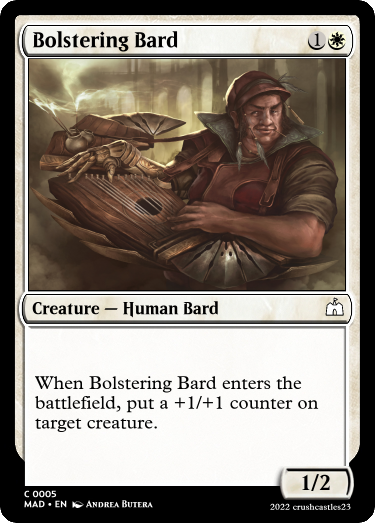 Bolstering Bard 1
Creature — Human Bard
When Bolstering Bard enters the
battlefield, put a +1/+1 counter on
target creature.
1/2
C 0005
MAD • EN Andrea Butera
2022 crushcastles23